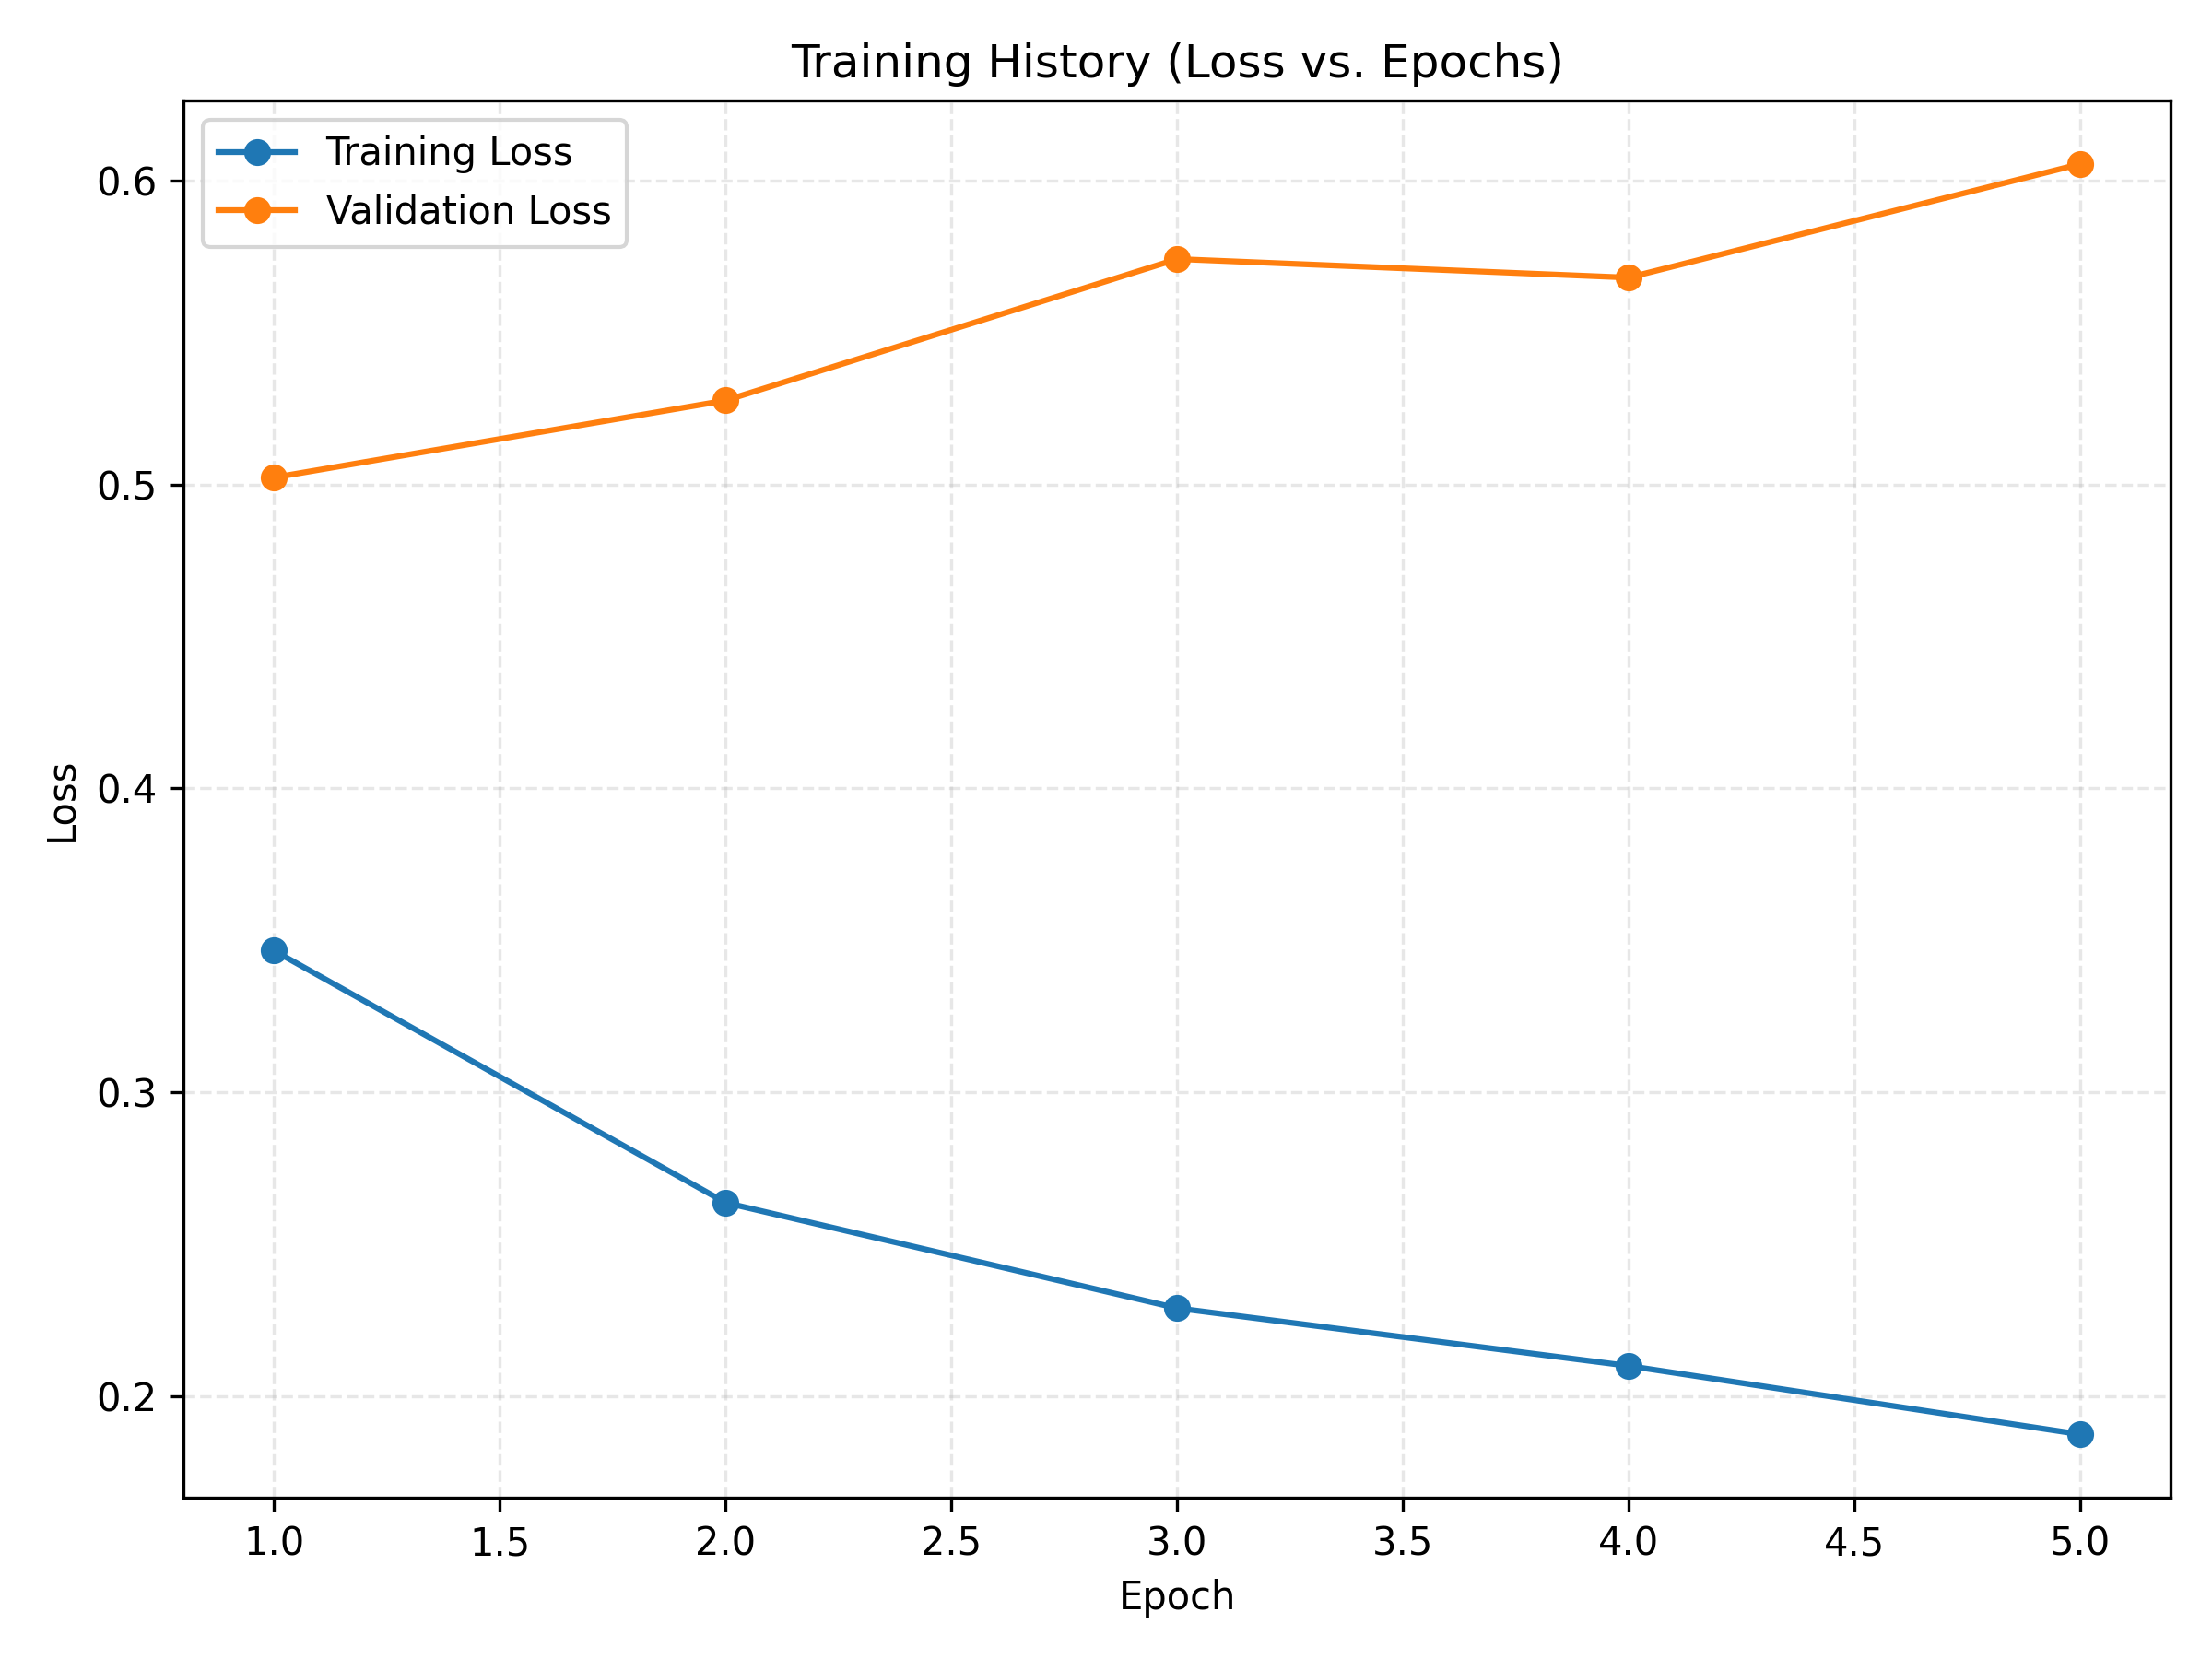 Training History (Loss vs. Epochs)
Training Loss
Validation Loss
0.6
0.5
0.4
0.3
0.2
Loss
1.0 1.5 2.0 2.5 3.0 3.5 4.0 4.5 5.0
Epoch